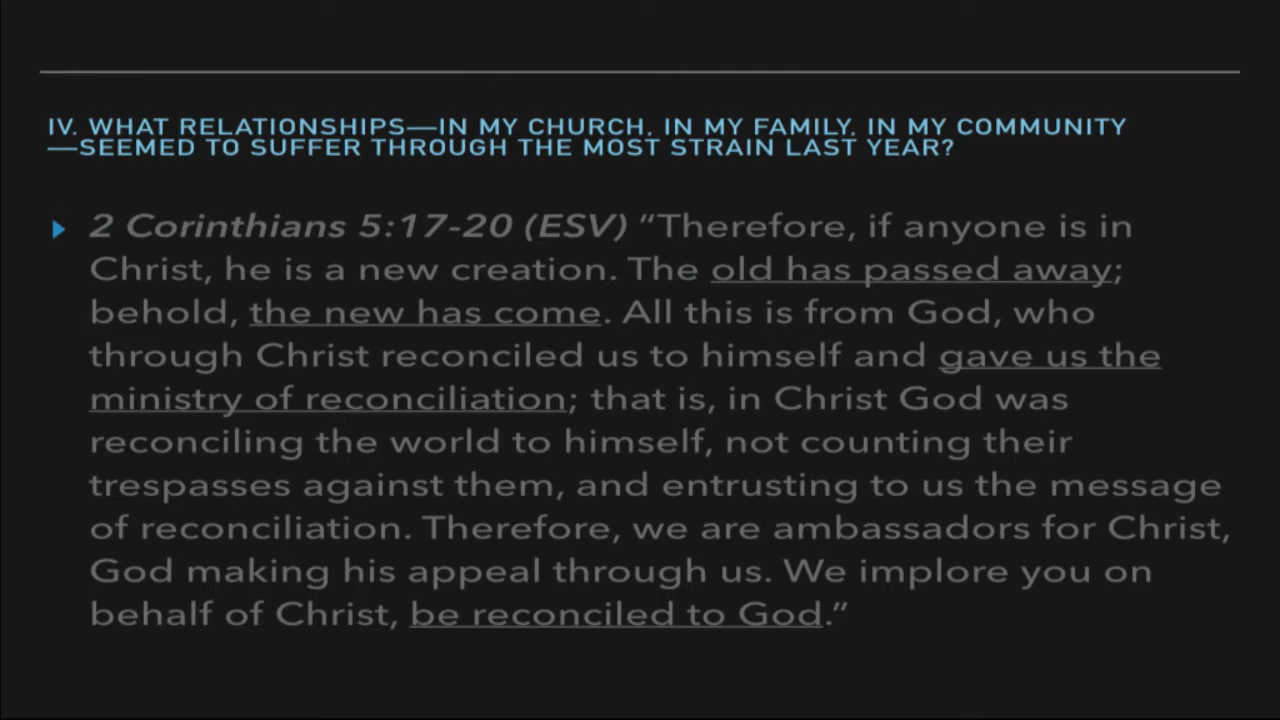 IV. WHAT RELATIONSHIPS—IN MY CHURCH, IN MY FAMILY, IN MY COMMUNITY
—SEEMED TO SUFFER THROUGH THE MOST STRAIN LAST YEAR?
2 Corinthians 5:17-20 (ESV) “Therefore, if anyone is in
Christ, he is a new creation. The old has passed away;
behold, the new has come. All this is from God, who
through Christ reconciled us to himself and gave us the
ministry of reconciliation; that is, in Christ God was
reconciling the world to himself, not counting their
trespasses against them, and entrusting to us the message
of reconciliation. Therefore, we are ambassadors for Christ,
God making his appeal through us. We implore you on
behalf of Christ, be reconciled to God.”